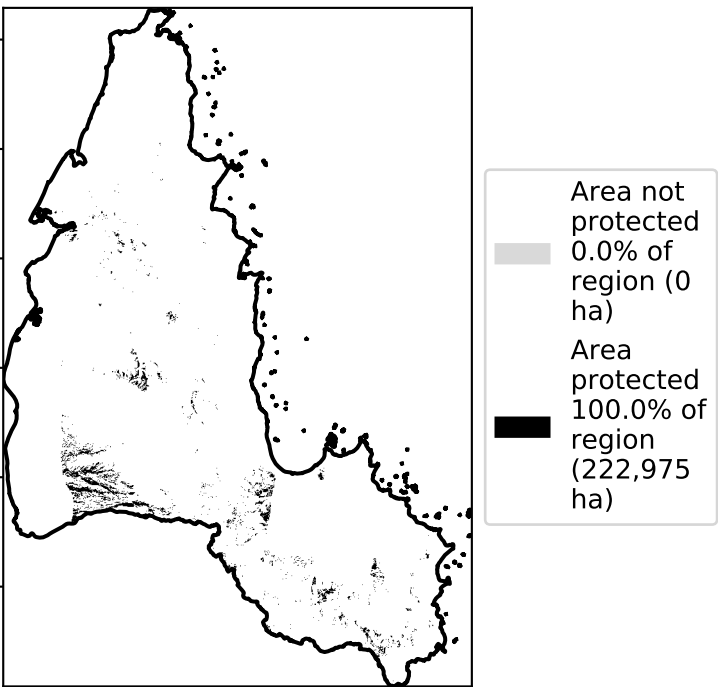 Area not
protected
0.0% of
region (0
ha)
Area
protected
100.0% of
region
(222,975
ha)